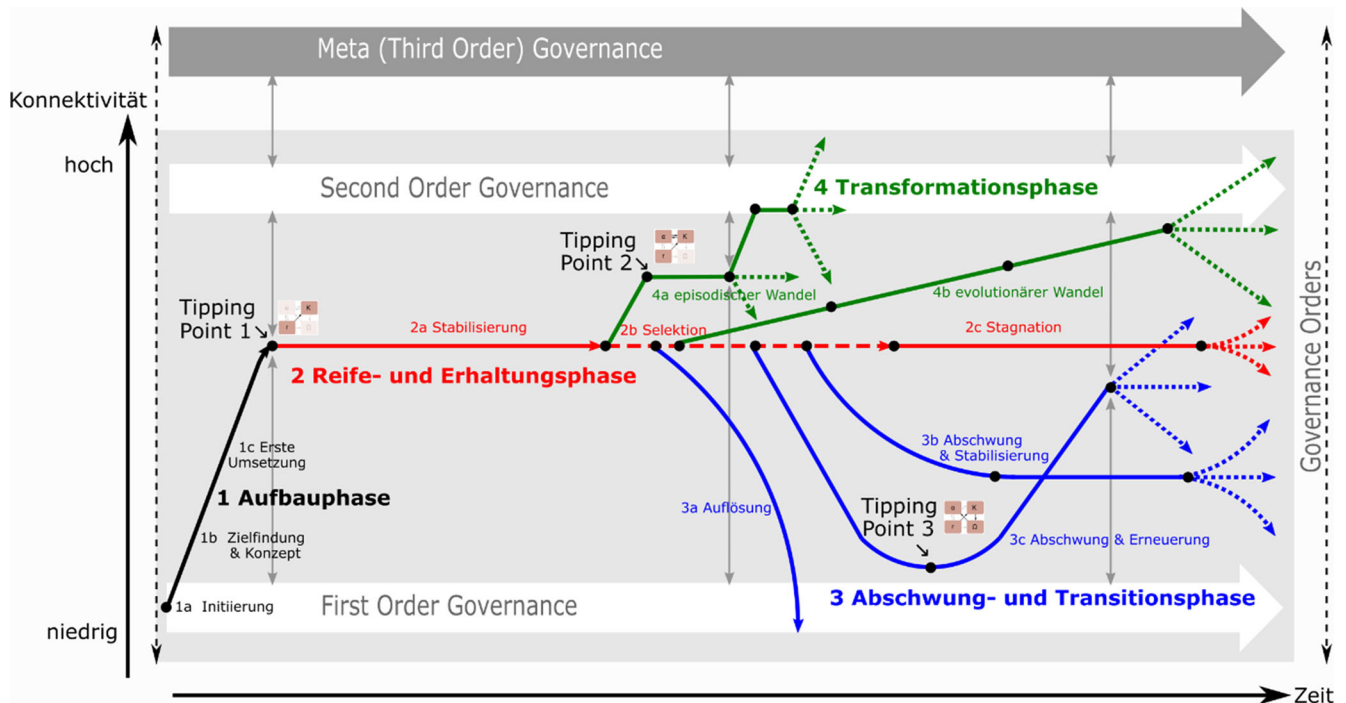 Meta (Third Order) Governance
Konnektivität
hoch
Second Order Governance
4 Transformationsphase
Tipping
Point 2
α
K
r
4a episodischer Wandel
4b evolutionärer Wandel
Tipping
Point 1
K
r
2a Stabilisierung
2b Selektion
2c Stagnation
2 Reife- und Erhaltungsphase
Governance Orders
1c Erste
Umsetzung
1 Aufbauphase
3b Abschwung
& Stabilisierung
3a Auflösung
Tipping
Point 3
α
K
r
Ω
1b Zielfindung
& Konzept
3c Abschwung & Erneuerung
1a Initiierung
First Order Governance
3 Abschwung- und Transitionsphase
niedrig
Zeit